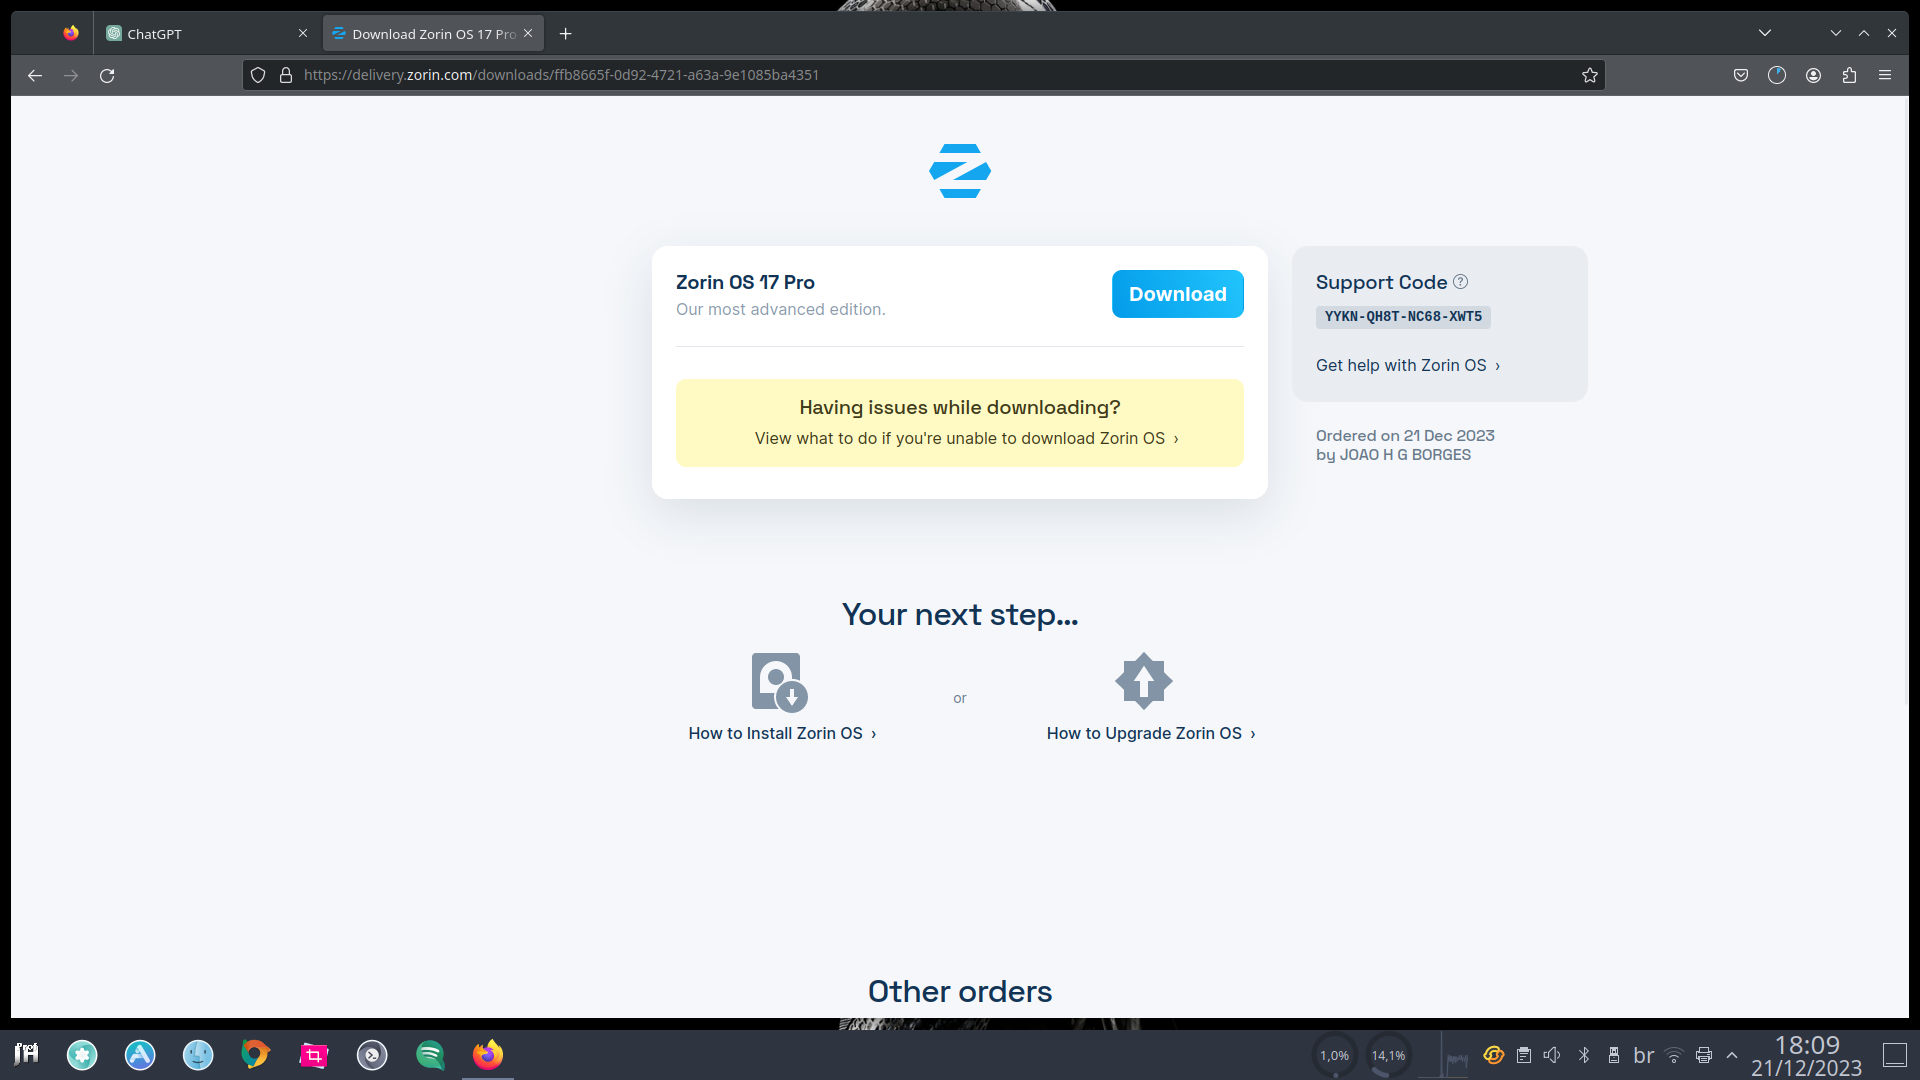 ChatGPT
Download Zorin OS 17 Pro
https://delivery.zorin.com/downloads/ffb8665f-0d92-4721-a63a-9e1085ba4351
Zorin OS 17 Pro
Our most advanced edition.
Download
Having issues while downloading?
View what to do if you're unable to download Zorin OS ›
Support Code ?
YYKN-QH8T-NC68-XWT5
Get help with Zorin OS ›
Ordered on 21 Dec 2023
by JOAO H G BORGES
Your next step...
How to Install Zorin OS ›
or
How to Upgrade Zorin OS ›
Other orders
Prof
JH
1,0%
14,1%
br
18:09
21/12/2023